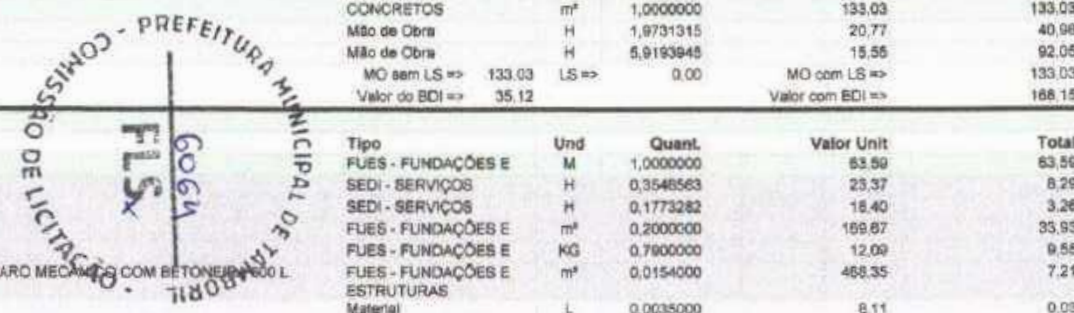 CONCRETOS m³ 1,0000000 133,03 133,03
Mão de Obra H 1,9731315 20,77 40,98
Mão de Obra H 5,9193945 15,55 92,05
MO sem LS => 133,03 LS => 0,00 MO com LS => 133,03
Valor do BDI => 35,12 Valor com BDI => 168,15
COMISSÃO DE LICITAÇÃO - PREFEITURA MUNICIPAL DE TAMBORIL
FLS
6064
Tipo Und Quant. Valor Unit Total
FUES - FUNDAÇÕES E M 1,0000000 63,59 63,59
SEDI - SERVIÇOS H 0,3546563 23,37 8,29
SEDI - SERVIÇOS H 0,1773282 18,40 3,26
FUES - FUNDAÇÕES E m² 0,2000000 169,67 33,93
FUES - FUNDAÇÕES E KG 0,7900000 12,09 9,55
ARO MECÂNICO COM BETONEIRA 600 L FUES - FUNDAÇÕES E m³ 0,0154000 468,35 7,21
ESTRUTURAS
Material L 0,0035000 8,11 0,03